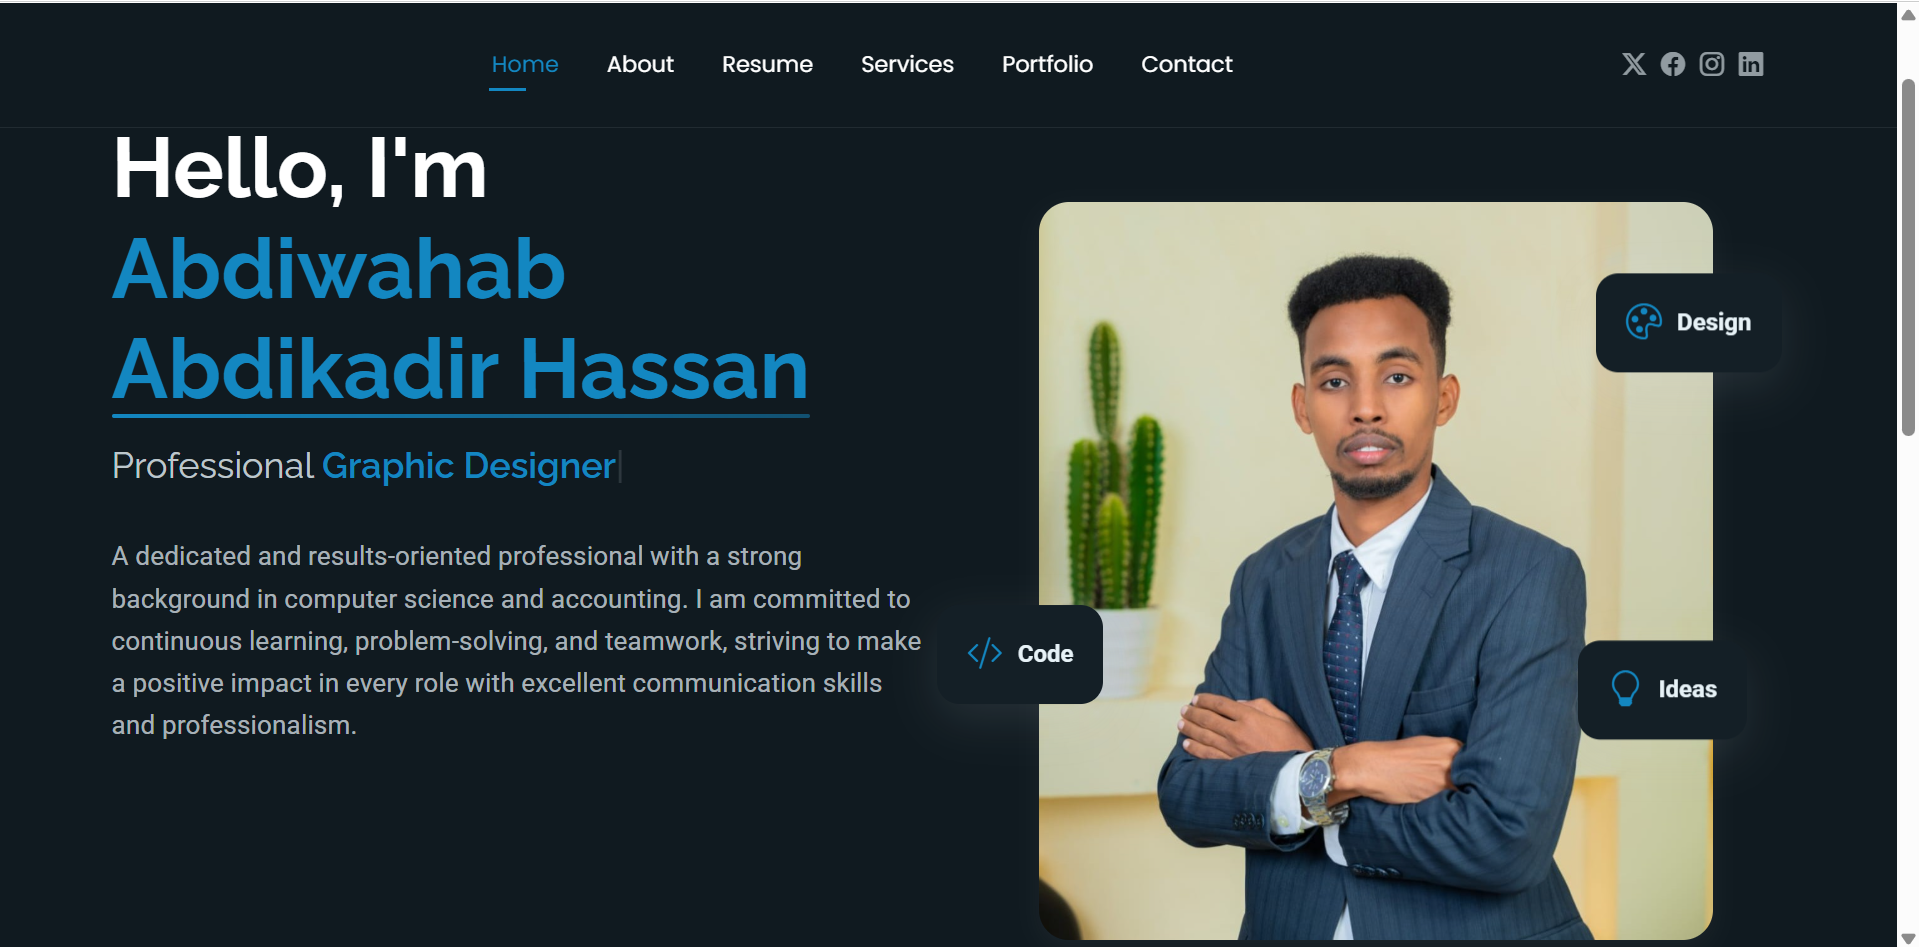 Home About Resume Services Portfolio Contact
Hello, I'm
Abdiwahab
Abdikadir Hassan
Professional Graphic Designer
A dedicated and results-oriented professional with a strong
background in computer science and accounting. I am committed to
continuous learning, problem-solving, and teamwork, striving to make
a positive impact in every role with excellent communication skills
and professionalism.
Design
Code
Ideas